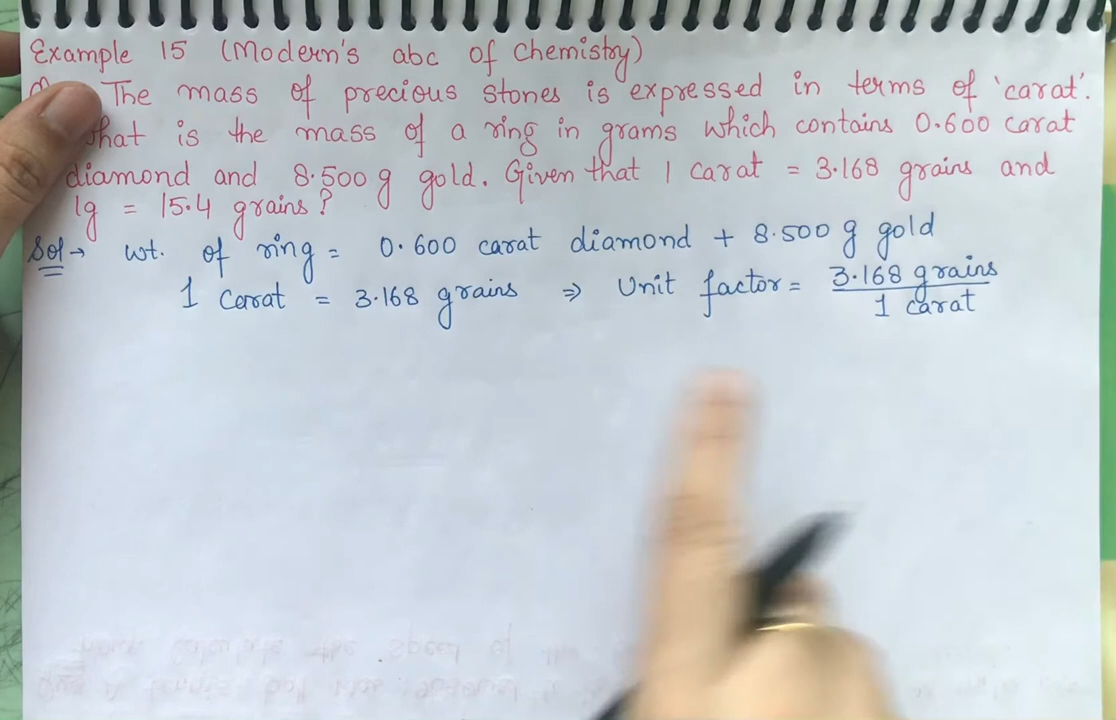 Example 15 (Modern's abc of Chemistry)
The mass of precious stones is expressed in terms of 'carat'.
What is the mass of a ring in grams which contains 0.600 carat
diamond and 8.500 g gold. Given that 1 carat = 3.168 grains and
1g = 15.4 grains?
Sol→ wt. of ring = 0.600 carat diamond + 8.500 g gold
1 carat = 3.168 grains ⇒ Unit factor = 3.168 grains
1 carat